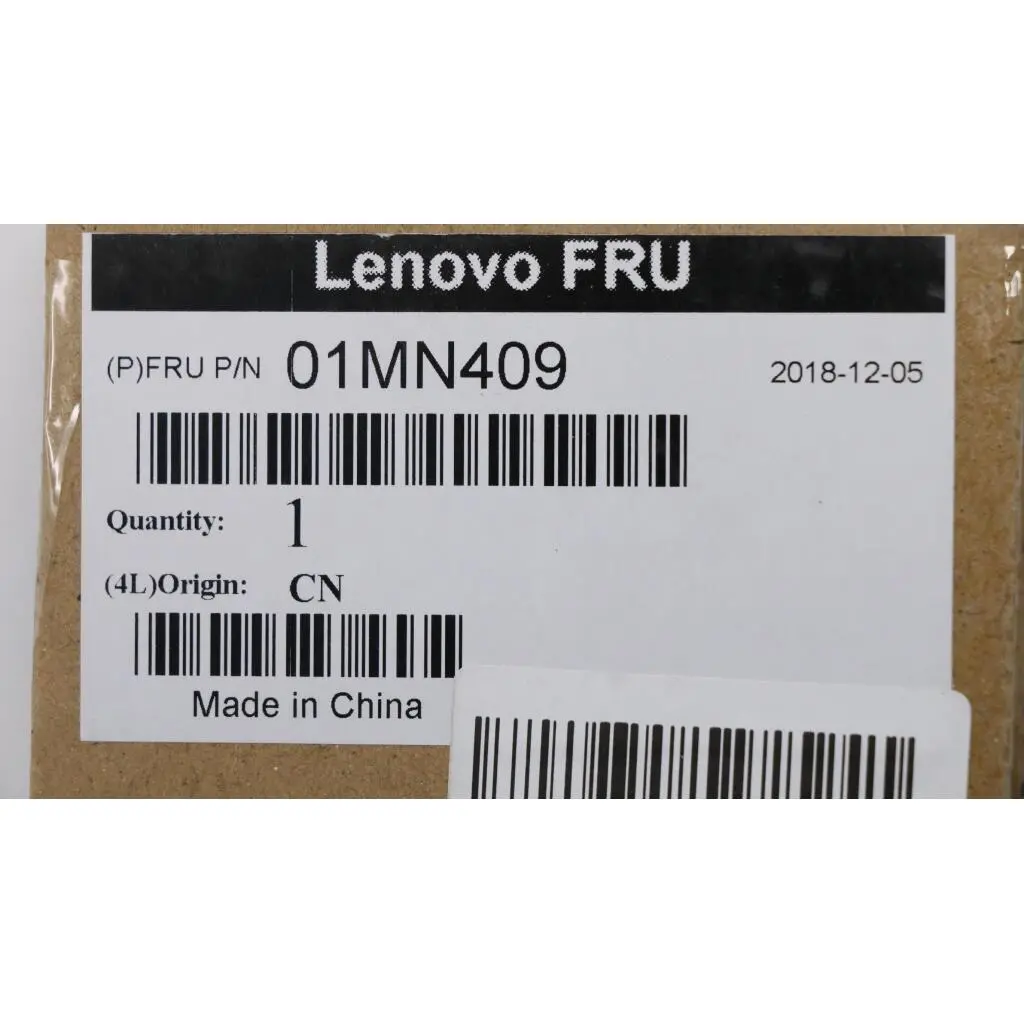 Lenovo FRU
(P)FRU P/N 01MN409 2018-12-05
Quantity: 1
(4L)Origin: CN
Made in China